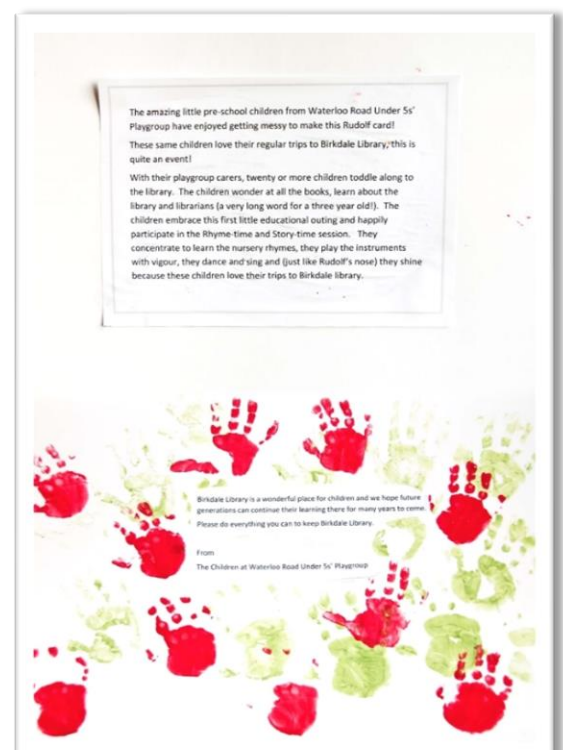 The amazing little pre-school children from Waterloo Road Under 5s'
Playgroup have enjoyed getting messy to make this Rudolf card!
These same children love their regular trips to Birkdale Library, this is
quite an event!
With their playgroup carers, twenty or more children toddle along to
the library. The children wonder at all the books, learn about the
library and librarians (a very long word for a three year old!). The
children embrace this first little educational outing and happily
participate in the Rhyme-time and Story-time session. They
concentrate to learn the nursery rhymes, they play the instruments
with vigour, they dance and sing and (just like Rudolf's nose) they shine
because these children love their trips to Birkdale library.
Birkdale Library is a wonderful place for children and we hope future
generations can continue their learning there for many years to come.
Please do everything you can to keep Birkdale Library.
From
The Children at Waterloo Road Under 5s' Playgroup